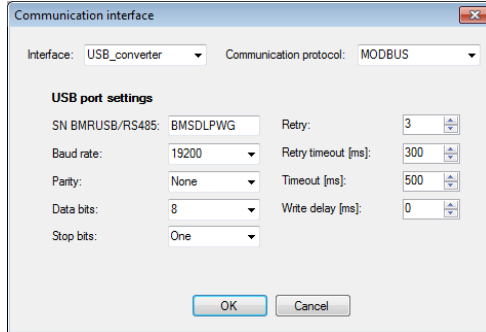 Communication interface
Interface: USB_converter Communication protocol: MODBUS
USB port settings
SN BMRUSB/RS485: BMSDLPWG Retry: 3
Baud rate: 19200 Retry timeout [ms]: 300
Parity: None Timeout [ms]: 500
Data bits: 8 Write delay [ms]: 0
Stop bits: One
OK Cancel